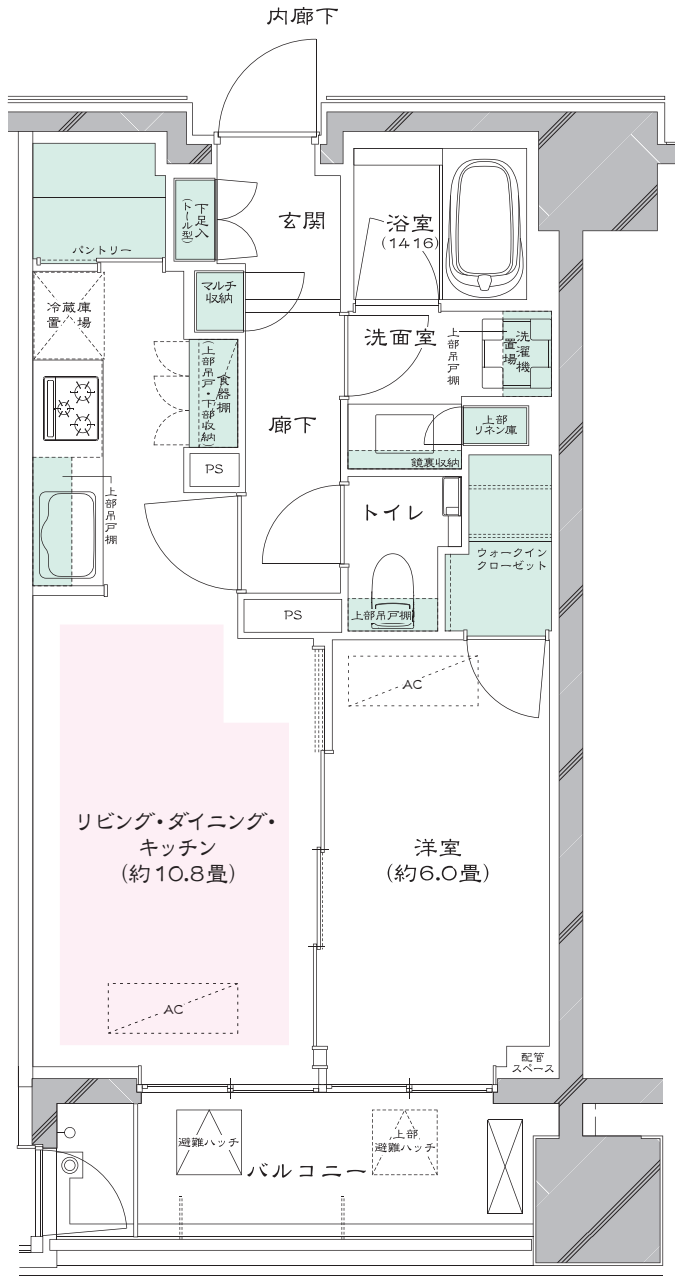 内廊下
玄関
下足入
(トール型)
浴室
(1416)
パントリー
マルチ
収納
冷蔵庫
置場
洗面室
上部吊戸棚
洗濯機
置場
食器棚
(上部吊戸・下部収納)
廊下
上部
リネン庫
鏡裏収納
PS
上部吊戸棚
トイレ
ウォークイン
クローゼット
上部吊戸棚
PS
AC
リビング・ダイニング・
キッチン
(約10.8畳)
洋室
(約6.0畳)
AC
配管
スペース
避難ハッチ
上部
避難ハッチ
バルコニー